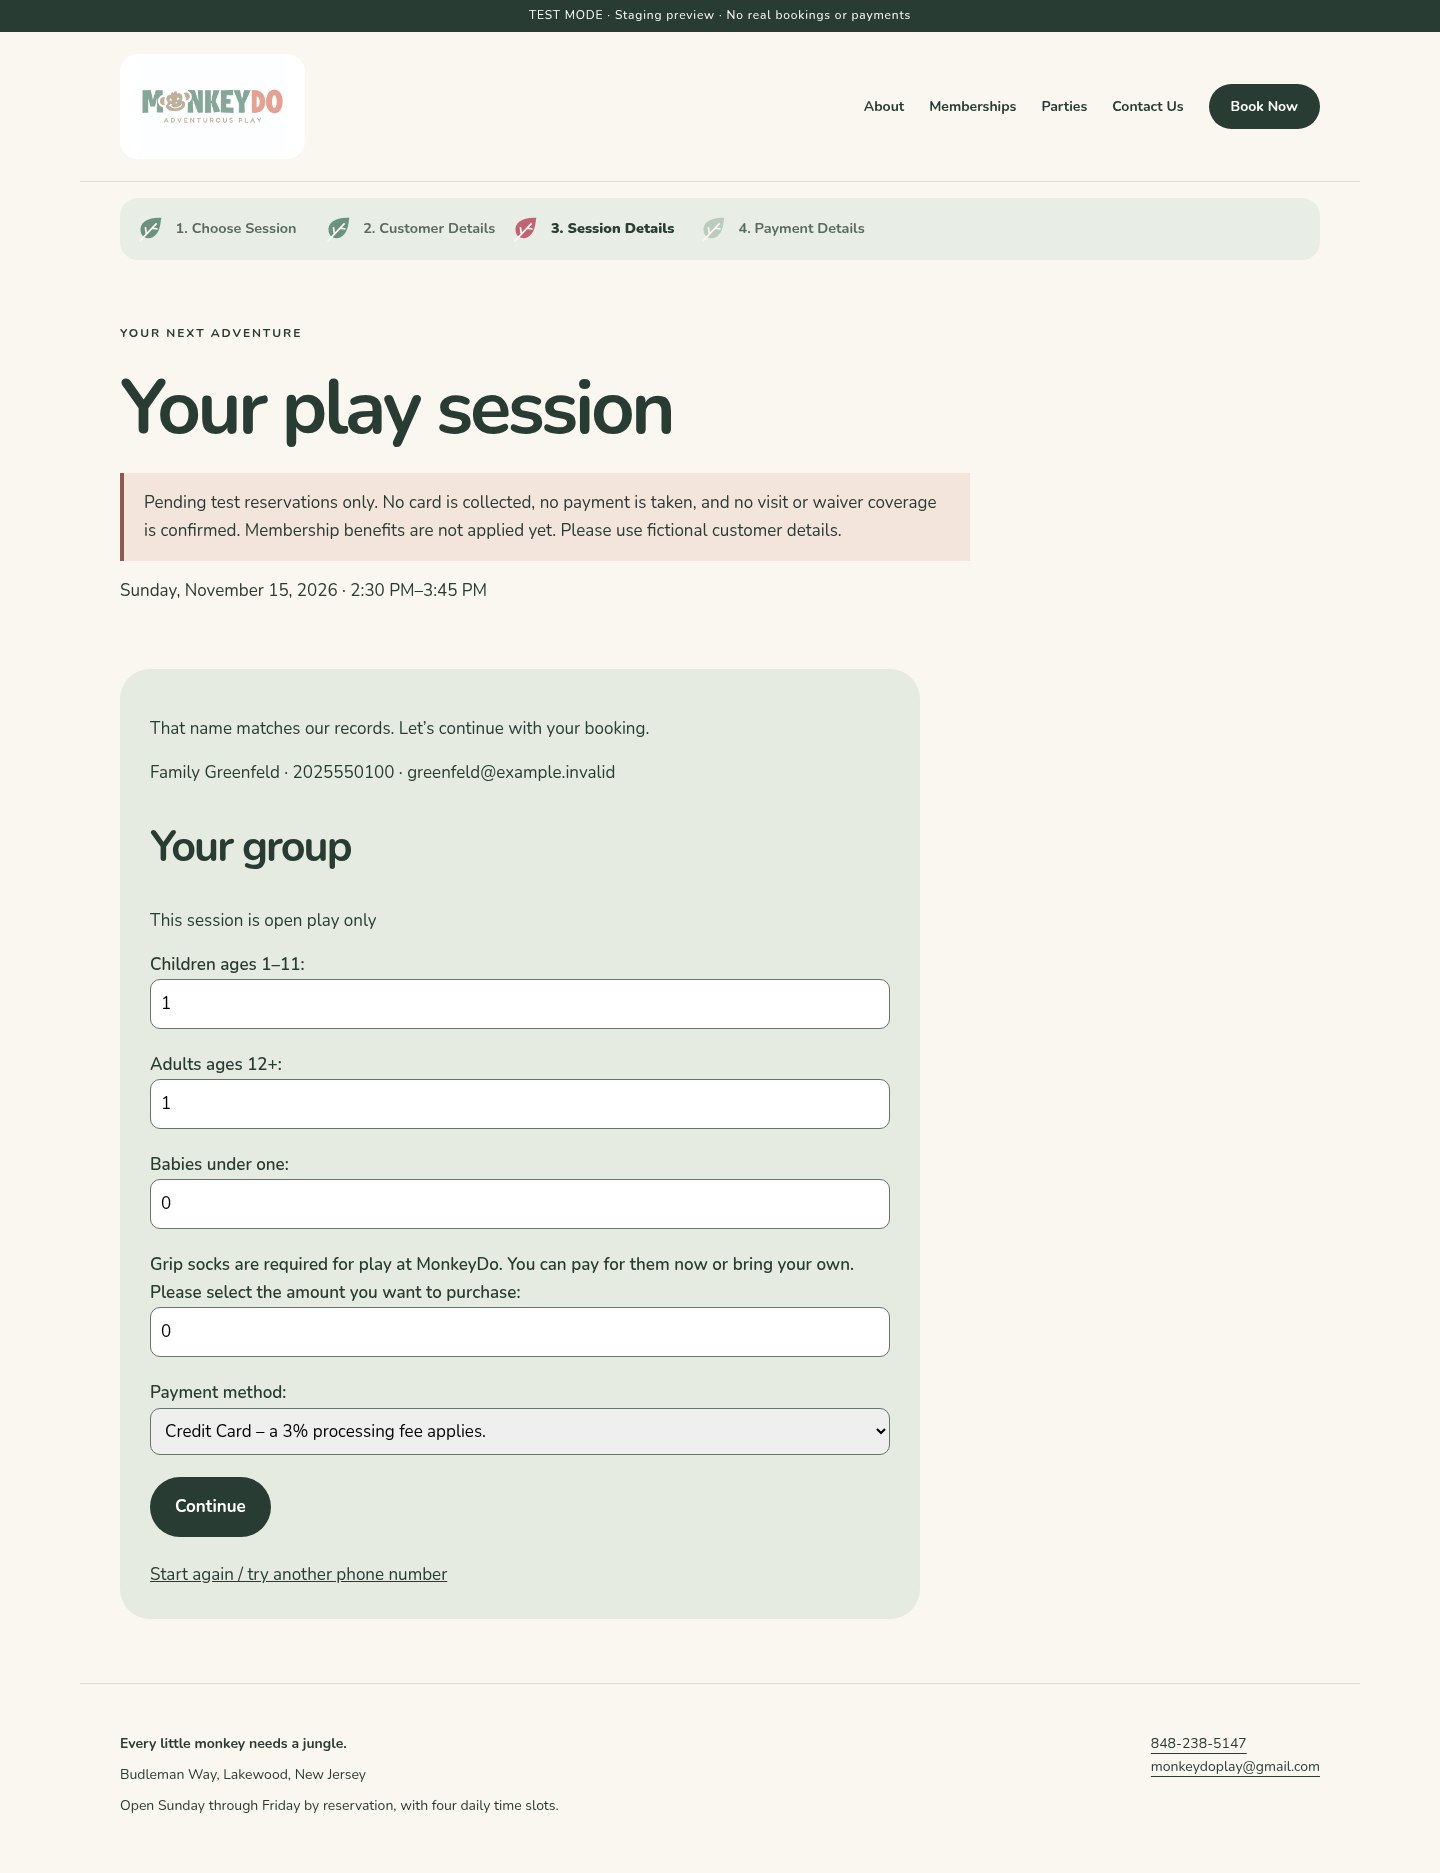 TEST MODE · Staging preview · No real bookings or payments
MONKEYDO
ADVENTUROUS PLAY
About
Memberships
Parties
Contact Us
Book Now
1. Choose Session
2. Customer Details
3. Session Details
4. Payment Details
YOUR NEXT ADVENTURE
Your play session
Pending test reservations only. No card is collected, no payment is taken, and no visit or waiver coverage
is confirmed. Membership benefits are not applied yet. Please use fictional customer details.
Sunday, November 15, 2026 · 2:30 PM–3:45 PM
That name matches our records. Let’s continue with your booking.
Family Greenfeld · 2025550100 · greenfeld@example.invalid
Your group
This session is open play only
Children ages 1–11:
1
Adults ages 12+:
1
Babies under one:
0
Grip socks are required for play at MonkeyDo. You can pay for them now or bring your own.
Please select the amount you want to purchase:
0
Payment method:
Credit Card – a 3% processing fee applies.
Continue
Start again / try another phone number
Every little monkey needs a jungle.
Budleman Way, Lakewood, New Jersey
Open Sunday through Friday by reservation, with four daily time slots.
848-238-5147
monkeydoplay@gmail.com